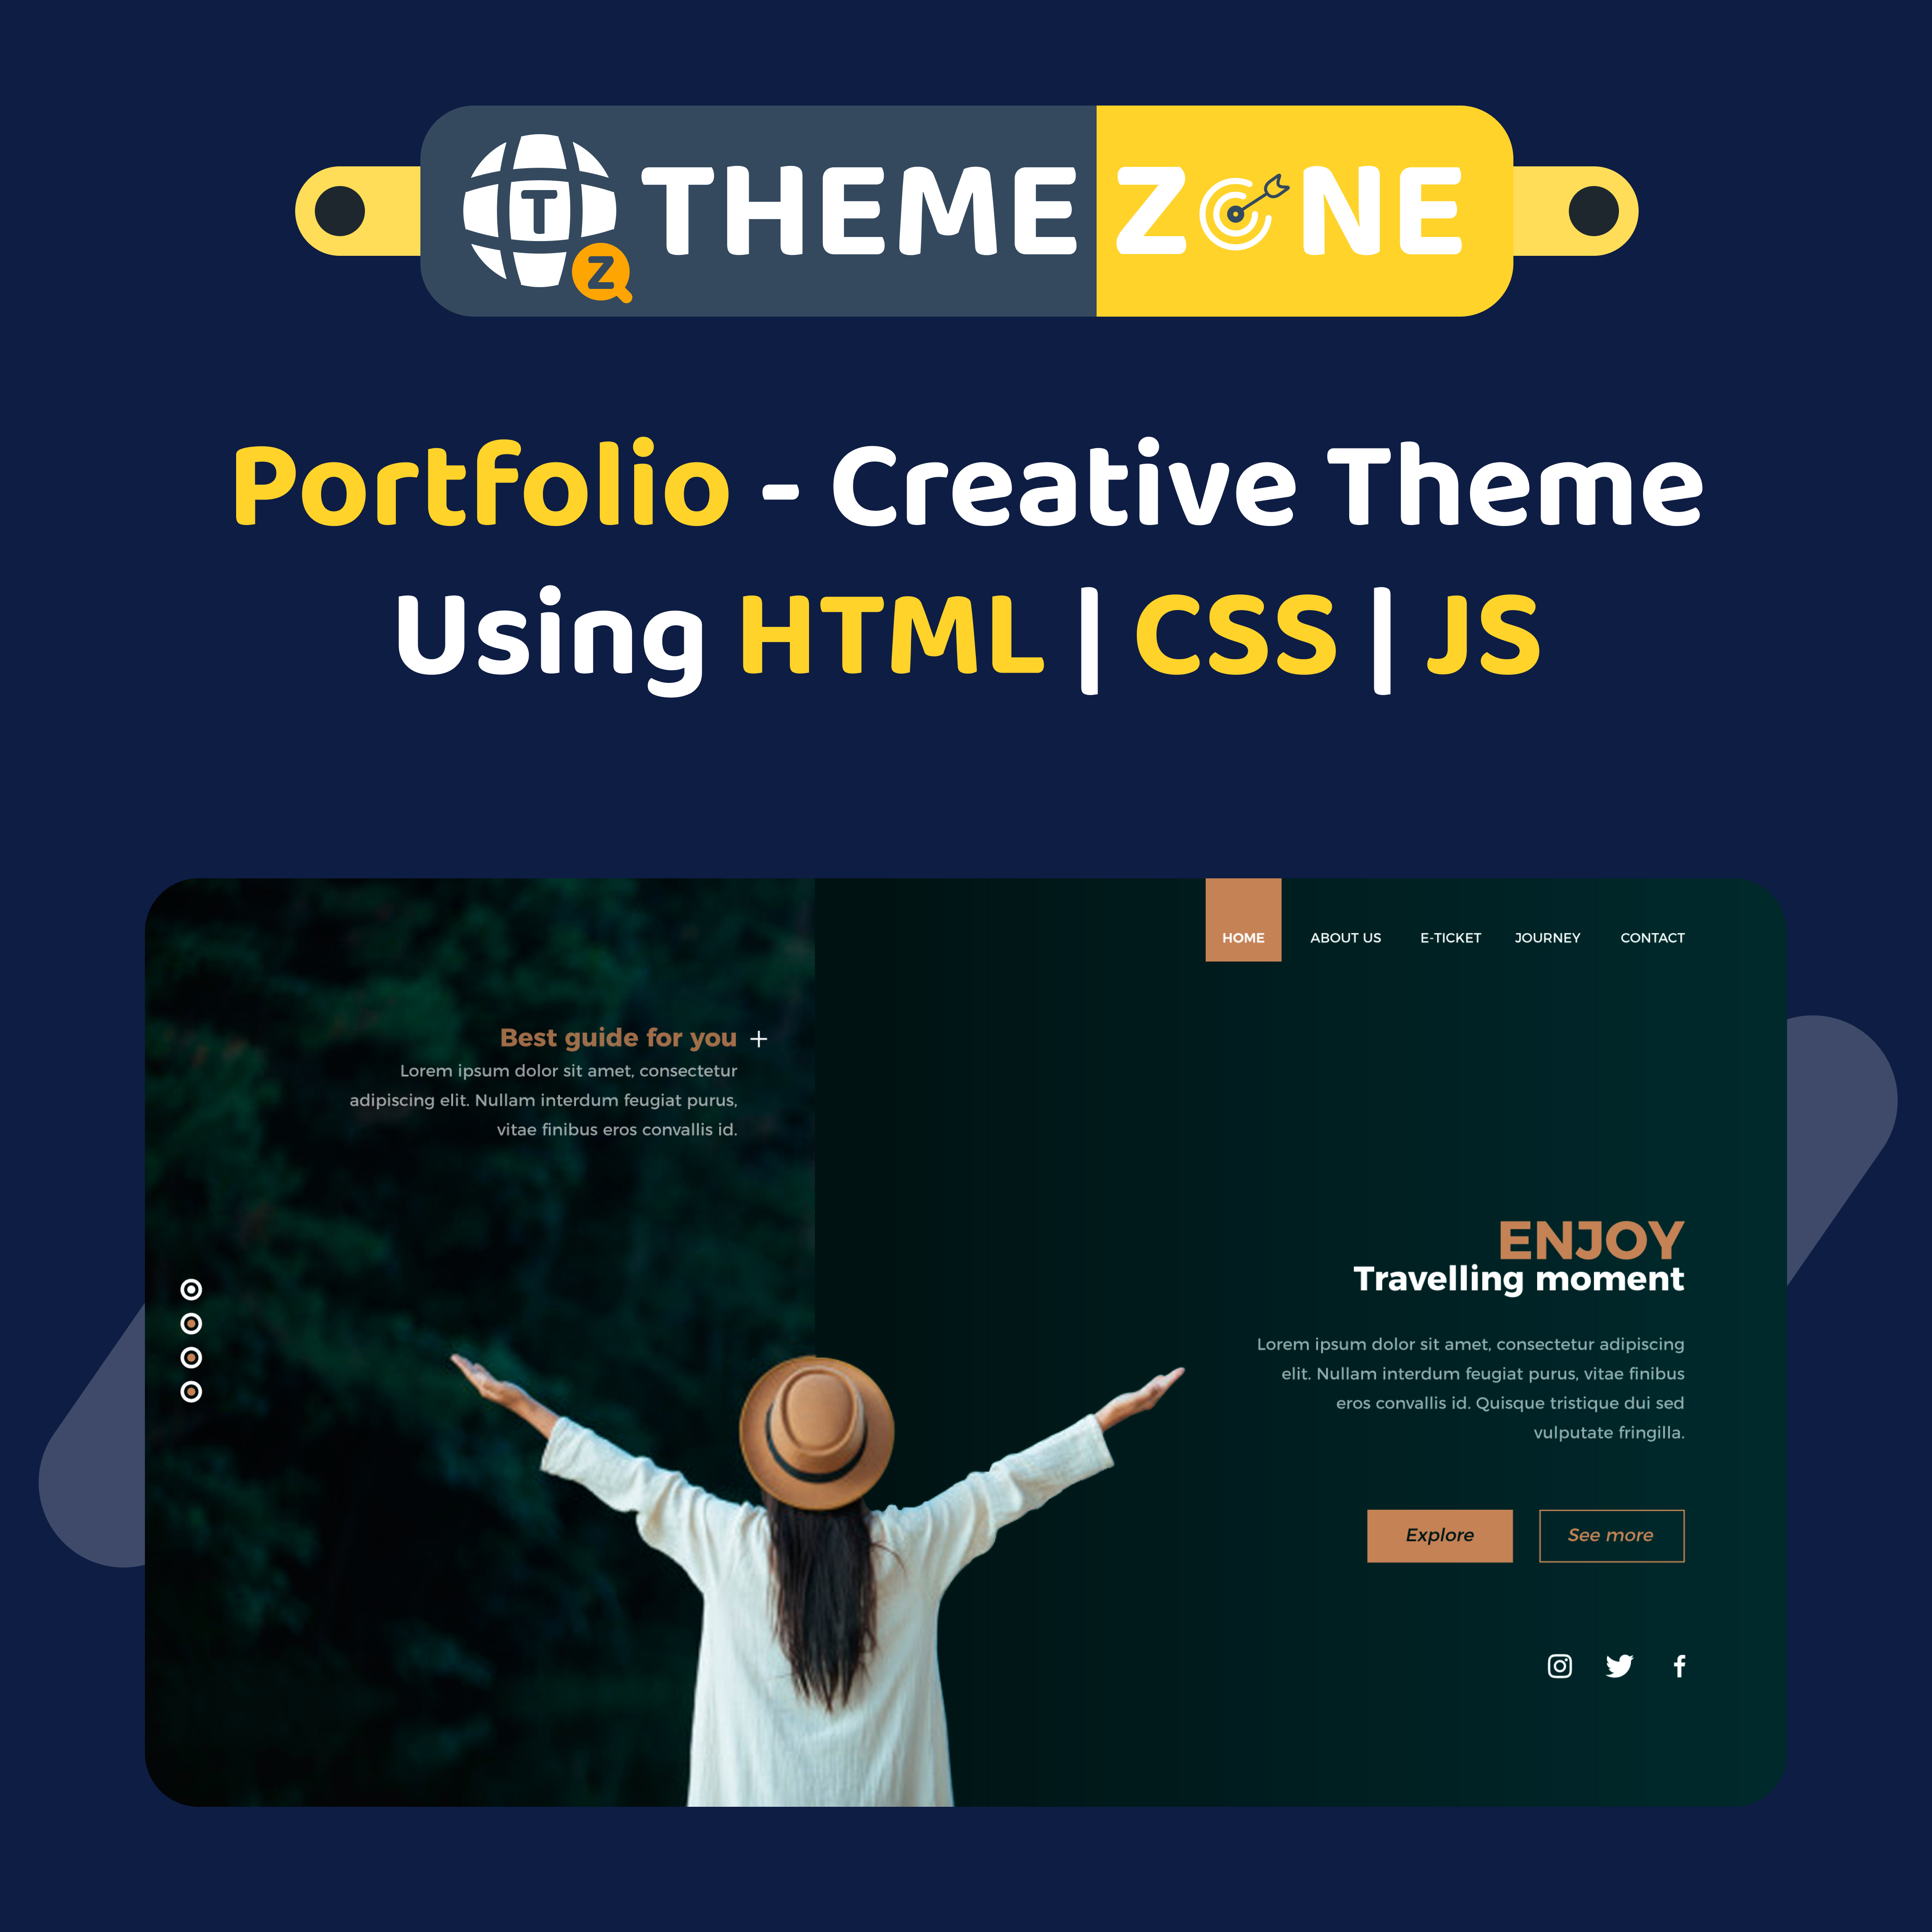 T
Z
THEME ZONE
Portfolio - Creative Theme
Using HTML | CSS | JS
HOME ABOUT US E-TICKET JOURNEY CONTACT
Best guide for you +
Lorem ipsum dolor sit amet, consectetur
adipiscing elit. Nullam interdum feugiat purus,
vitae finibus eros convallis id.
ENJOY
Travelling moment
Lorem ipsum dolor sit amet, consectetur adipiscing
elit. Nullam interdum feugiat purus, vitae finibus
eros convallis id. Quisque tristique dui sed
vulputate fringilla.
Explore See more